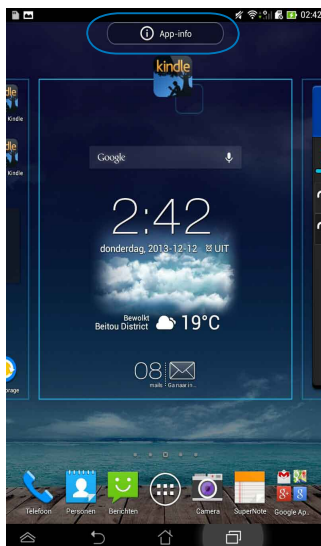 02:42
App-info
kindle
Kindle
Kindle
Google
2:42
donderdag, 2013-12-12 UIT
Bewolkt
Beitou District 19°C
08
mails Ga naar in...
Telefoon Personen Berichten Camera SuperNote Google Ap..